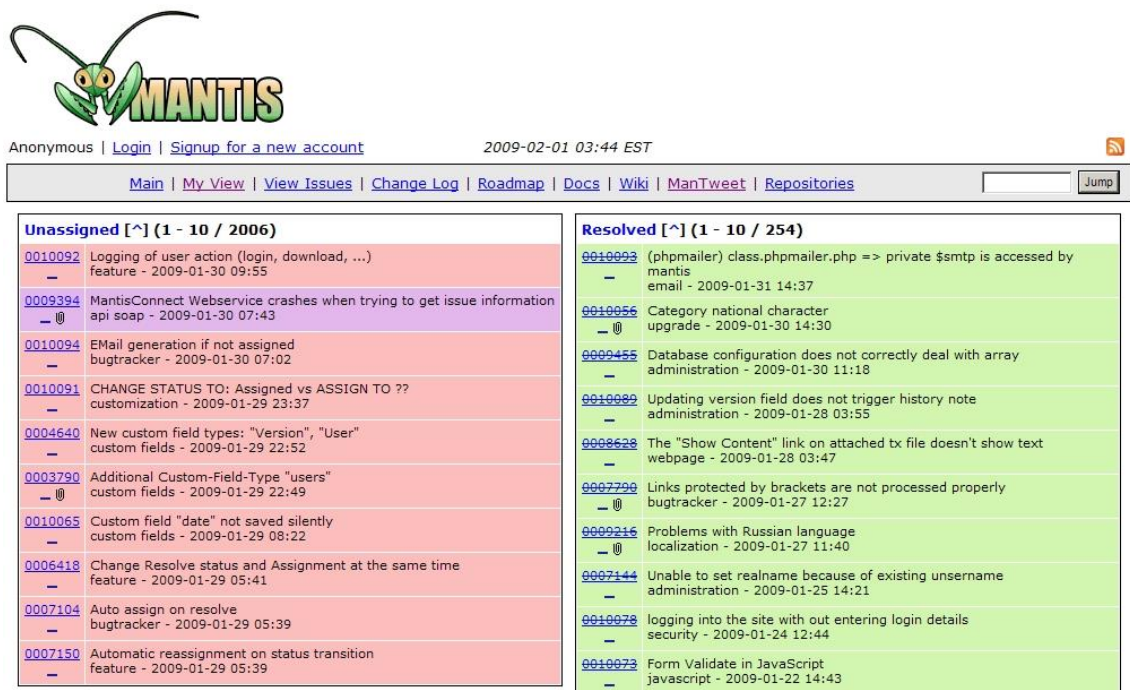 MANTIS
Anonymous | Login | Signup for a new account
2009-02-01 03:44 EST
Main | My View | View Issues | Change Log | Roadmap | Docs | Wiki | ManTweet | Repositories
Jump
Unassigned [^] (1 - 10 / 2006)
0010092 Logging of user action (login, download, ...)
feature - 2009-01-30 09:55
0009394 MantisConnect Webservice crashes when trying to get issue information
api soap - 2009-01-30 07:43
0010094 EMail generation if not assigned
bugtracker - 2009-01-30 07:02
0010091 CHANGE STATUS TO: Assigned vs ASSIGN TO ??
customization - 2009-01-29 23:37
0004640 New custom field types: "Version", "User"
custom fields - 2009-01-29 22:52
0003790 Additional Custom-Field-Type "users"
custom fields - 2009-01-29 22:49
0010065 Custom field "date" not saved silently
custom fields - 2009-01-29 08:22
0006418 Change Resolve status and Assignment at the same time
feature - 2009-01-29 05:41
0007104 Auto assign on resolve
bugtracker - 2009-01-29 05:39
0007150 Automatic reassignment on status transition
feature - 2009-01-29 05:39
Resolved [^] (1 - 10 / 254)
0010093 (phpmailer) class.phpmailer.php => private $smtp is accessed by
mantis
email - 2009-01-31 14:37
0010056 Category national character
upgrade - 2009-01-30 14:30
0009455 Database configuration does not correctly deal with array
administration - 2009-01-30 11:18
0010089 Updating version field does not trigger history note
administration - 2009-01-28 03:55
0008628 The "Show Content" link on attached tx file doesn't show text
webpage - 2009-01-28 03:47
0007790 Links protected by brackets are not processed properly
bugtracker - 2009-01-27 12:27
0009216 Problems with Russian language
localization - 2009-01-27 11:40
0007144 Unable to set realname because of existing unsername
administration - 2009-01-25 14:21
0010078 logging into the site with out entering login details
security - 2009-01-24 12:44
0010073 Form Validate in JavaScript
javascript - 2009-01-22 14:43